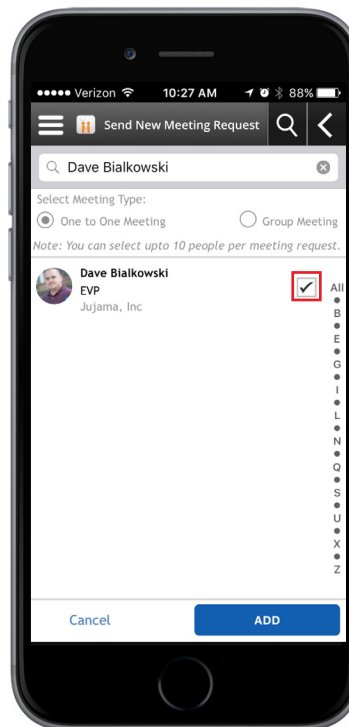 Verizon 10:27 AM 88%
Send New Meeting Request
Dave Bialkowski
Select Meeting Type:
One to One Meeting Group Meeting
Note: You can select upto 10 people per meeting request.
Dave Bialkowski
EVP
Jujama, Inc
All
B
E
G
I
L
N
Q
S
U
X
Z
Cancel ADD